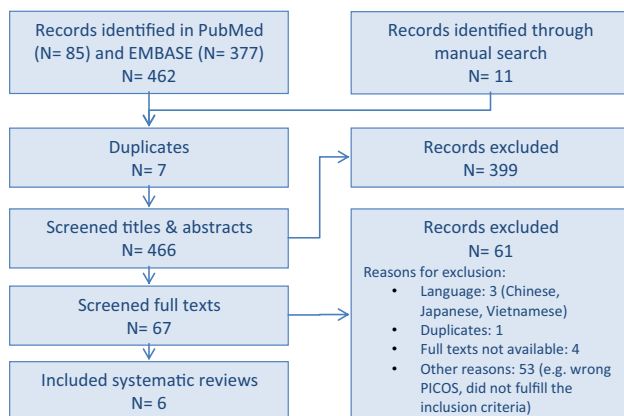 Records identified in PubMed
(N= 85) and EMBASE (N= 377)
N= 462
Records identified through
manual search
N= 11
Duplicates
N= 7
Records excluded
N= 399
Screened titles & abstracts
N= 466
Records excluded
N= 61
Reasons for exclusion:
• Language: 3 (Chinese,
Japanese, Vietnamese)
• Duplicates: 1
• Full texts not available: 4
• Other reasons: 53 (e.g. wrong
PICOS, did not fulfill the
inclusion criteria)
Screened full texts
N= 67
Included systematic reviews
N= 6